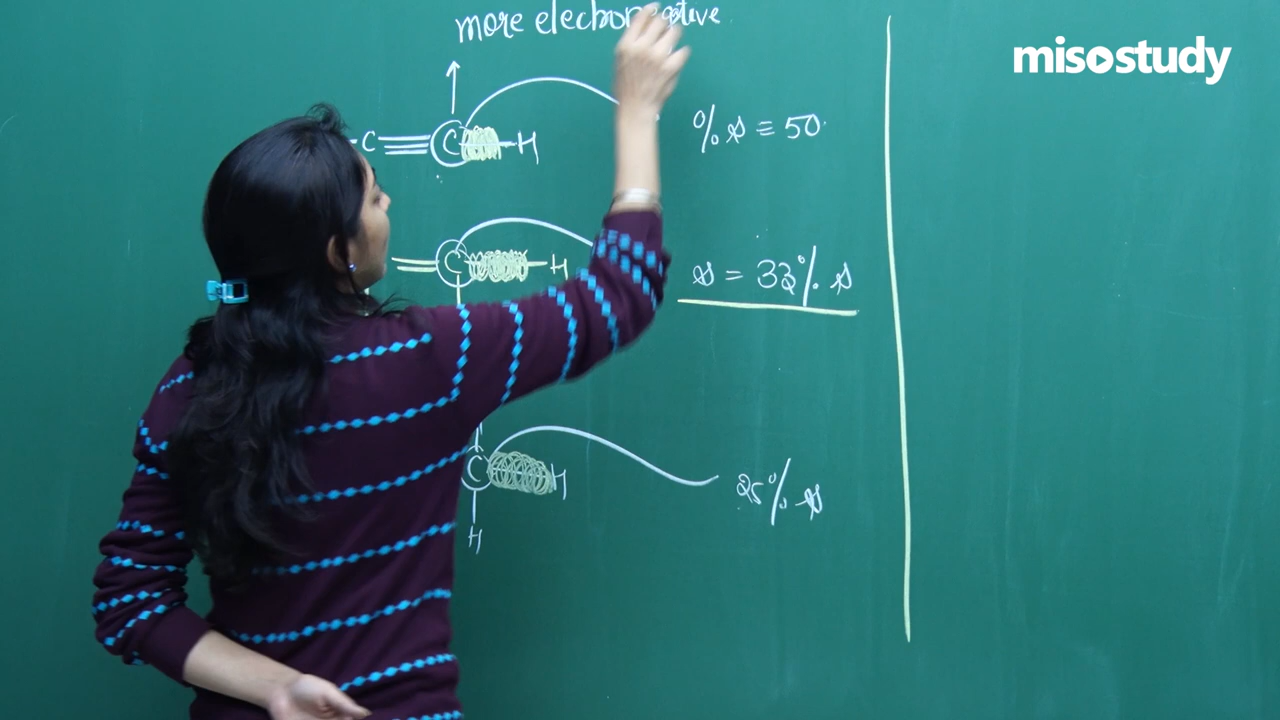 more electronegative
misostudy
C≡C-H
%s ≡ 50.
=C-H
s = 33% s
C-H
25% s
H